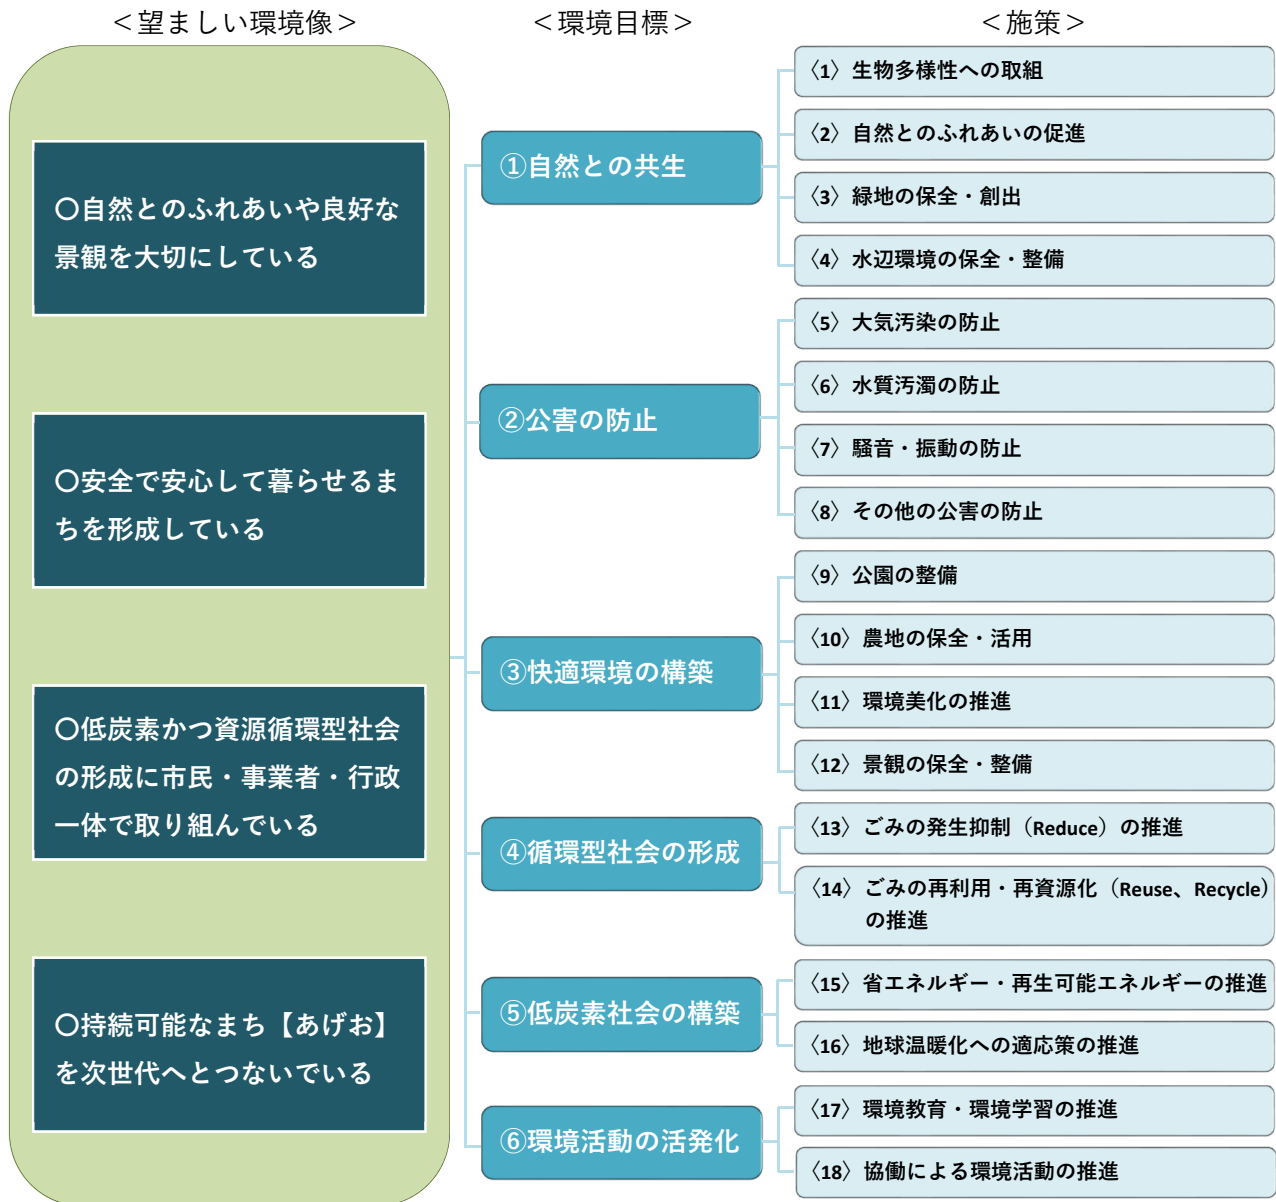 ＜望ましい環境像＞
＜環境目標＞
＜施策＞
〇自然とのふれあいや良好な
景観を大切にしている
〇安全で安心して暮らせるま
ちを形成している
〇低炭素かつ資源循環型社会
の形成に市民・事業者・行政
一体で取り組んでいる
〇持続可能なまち【あげお】
を次世代へとつないでいる
①自然との共生
〈1〉生物多様性への取組
〈2〉自然とのふれあいの促進
〈3〉緑地の保全・創出
〈4〉水辺環境の保全・整備
②公害の防止
〈5〉大気汚染の防止
〈6〉水質汚濁の防止
〈7〉騒音・振動の防止
〈8〉その他の公害の防止
③快適環境の構築
〈9〉公園の整備
〈10〉農地の保全・活用
〈11〉環境美化の推進
〈12〉景観の保全・整備
④循環型社会の形成
〈13〉ごみの発生抑制（Reduce）の推進
〈14〉ごみの再利用・再資源化（Reuse、Recycle）
の推進
⑤低炭素社会の構築
〈15〉省エネルギー・再生可能エネルギーの推進
〈16〉地球温暖化への適応策の推進
⑥環境活動の活発化
〈17〉環境教育・環境学習の推進
〈18〉協働による環境活動の推進